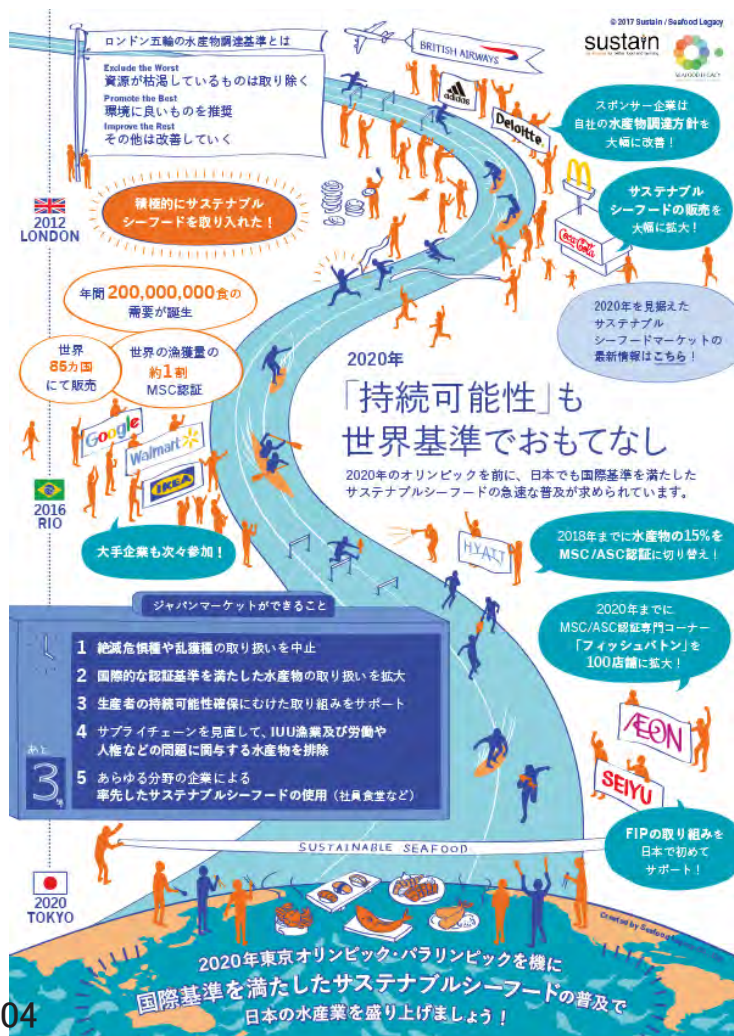 © 2017 Sustain / Seafood Legacy
sustain
SEAFOOD LEGACY
ロンドン五輪の水産物調達基準とは
Exclude the Worst
資源が枯渇しているものは取り除く
Promote the Best
環境に良いものを推奨
Improve the Rest
その他は改善していく
BRITISH AIRWAYS
adidas
Deloitte.
スポンサー企業は
自社の水産物調達方針を
大幅に改善！
サステナブル
シーフードの販売を
大幅に拡大！
Coca-Cola
2012
LONDON
積極的にサステナブル
シーフードを取り入れた！
年間200,000,000食の
需要が誕生
世界
85カ国
にて販売
世界の漁獲量の
約1割
MSC認証
2020年を見据えた
サステナブル
シーフードマーケットの
最新情報はこちら！
2020年
「持続可能性」も
世界基準でおもてなし
2020年のオリンピックを前に、日本でも国際基準を満たした
サステナブルシーフードの急速な普及が求められています。
Google
Walmart
IKEA
2016
RIO
大手企業も次々参加！
HYATT
2018年までに水産物の15%を
MSC/ASC認証に切り替え！
2020年までに
MSC/ASC認証専門コーナー
「フィッシュバトン」を
100店舗に拡大！
ジャパンマーケットができること
1 絶滅危惧種や乱獲種の取り扱いを中止
2 国際的な認証基準を満たした水産物の取り扱いを拡大
3 生産者の持続可能性確保にむけた取り組みをサポート
4 サプライチェーンを見直して、IUU漁業及び労働や
人権などの問題に関与する水産物を排除
5 あらゆる分野の企業による
率先したサステナブルシーフードの使用（社員食堂など）
あと
3
年
ÆON
SEIYU
FIPの取り組みを
日本で初めて
サポート！
SUSTAINABLE SEAFOOD
2020
TOKYO
Created by Seafood Legacy
2020年東京オリンピック・パラリンピックを機に
国際基準を満たしたサステナブルシーフードの普及で
日本の水産業を盛り上げましょう！
04